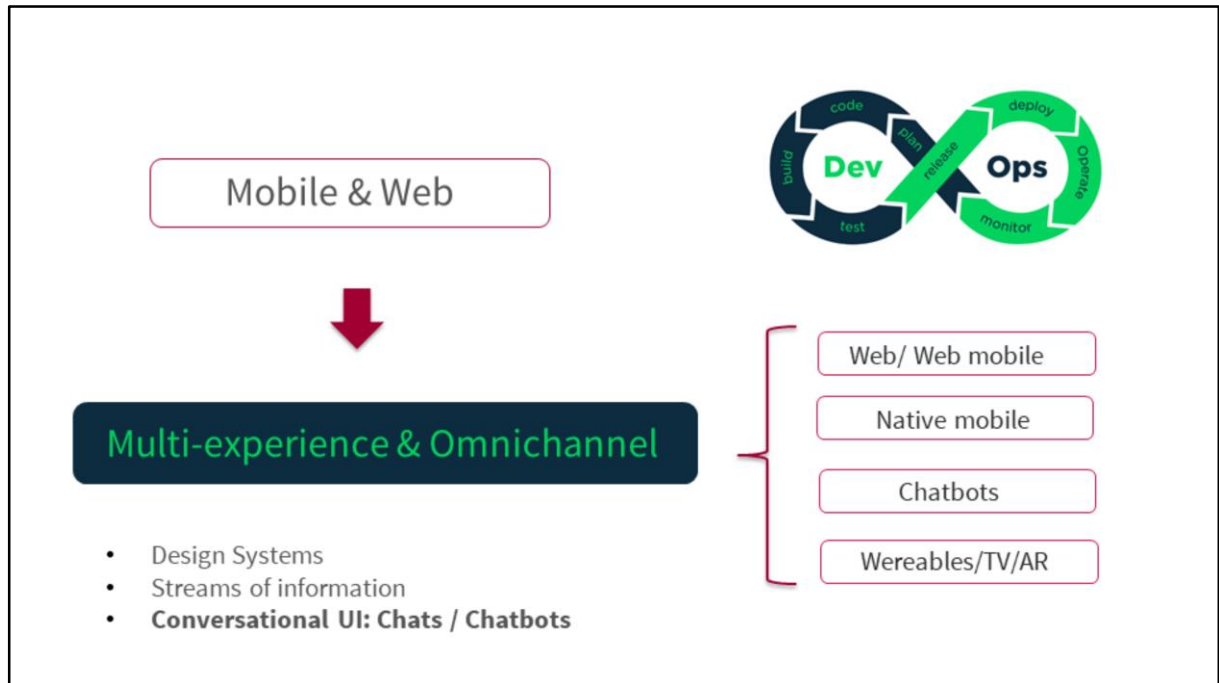 Mobile & Web
code
plan
build
Dev
test
release
deploy
Ops
Operate
monitor
Multi-experience & Omnichannel
Web/ Web mobile
Native mobile
Chatbots
Wereables/TV/AR
• Design Systems
• Streams of information
• Conversational UI: Chats / Chatbots